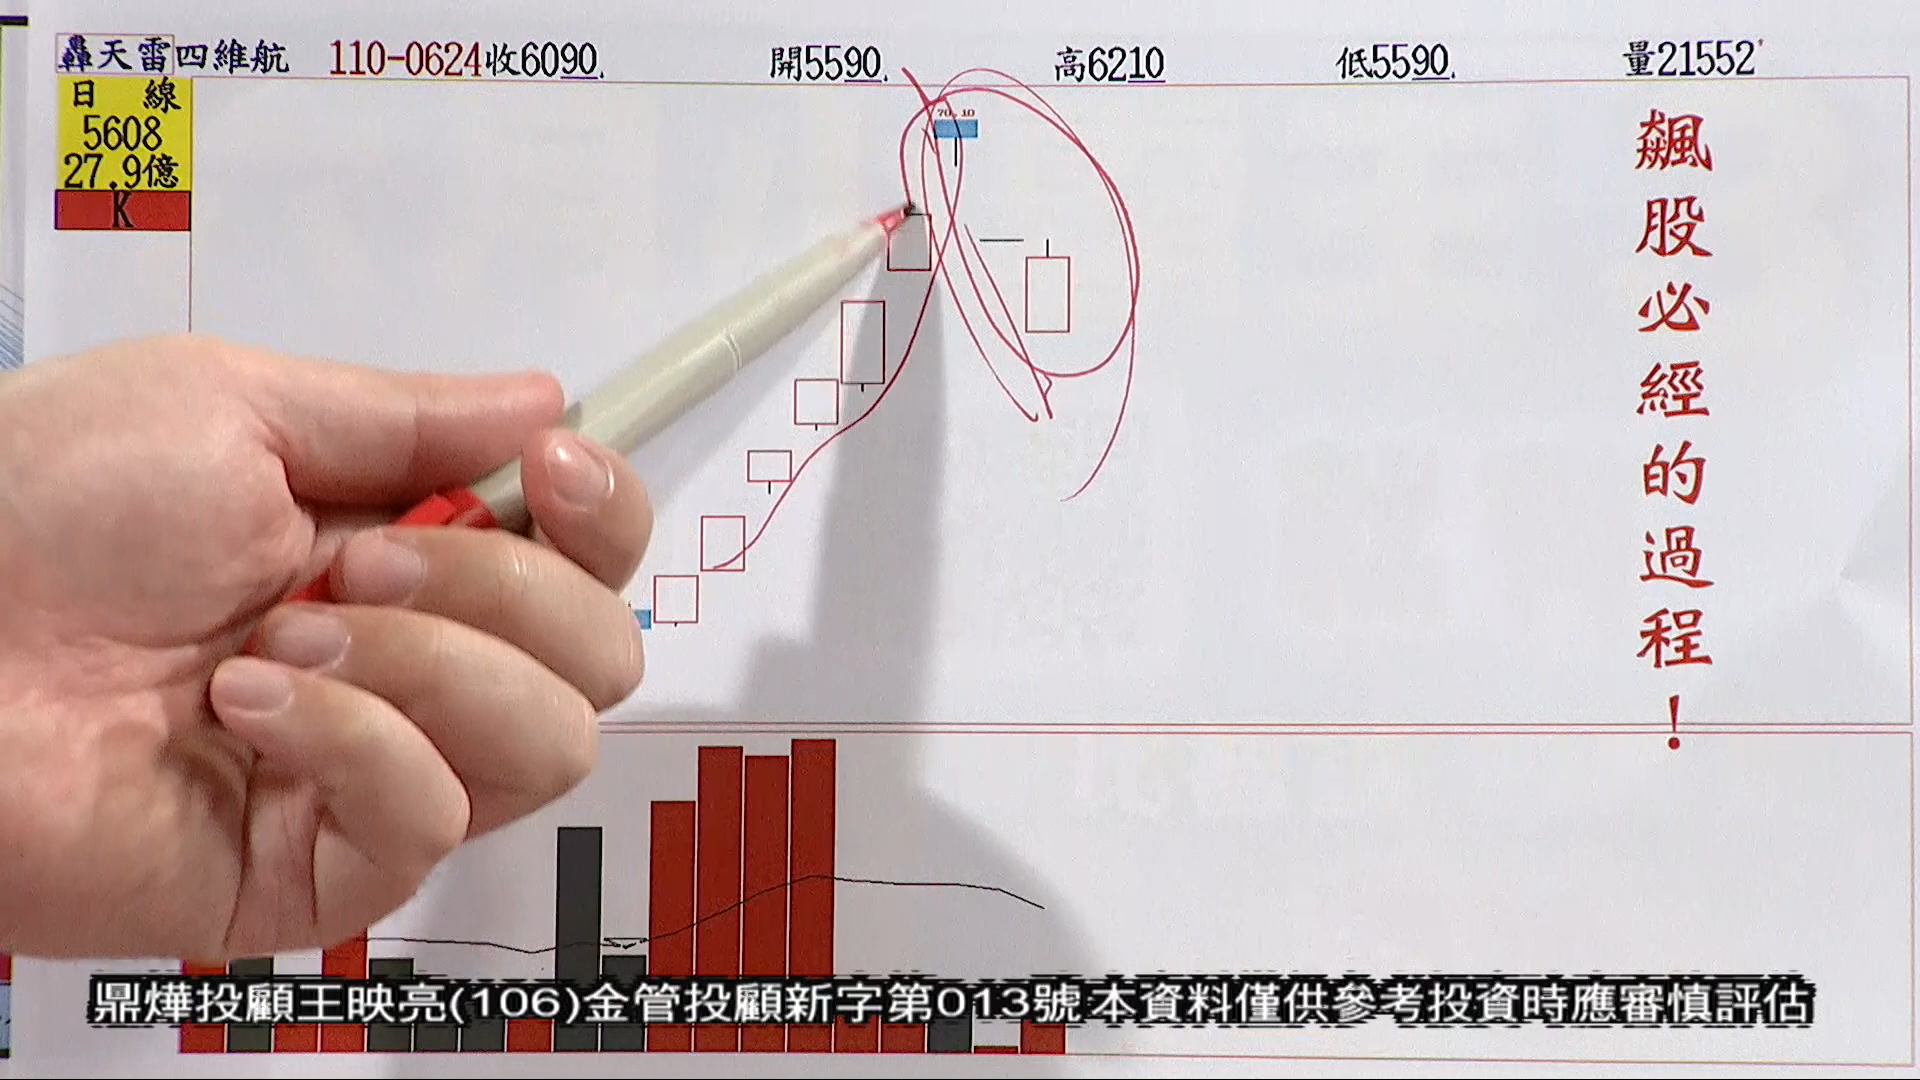 轟天雷四維航 110-0624收6090. 開5590. 高6210 低5590. 量21552
日 線
5608
27.9億
K
70.10
飆股必經的過程!
鼎燁投顧王映亮(106)金管投顧新字第013號本資料僅供參考投資時應審慎評估